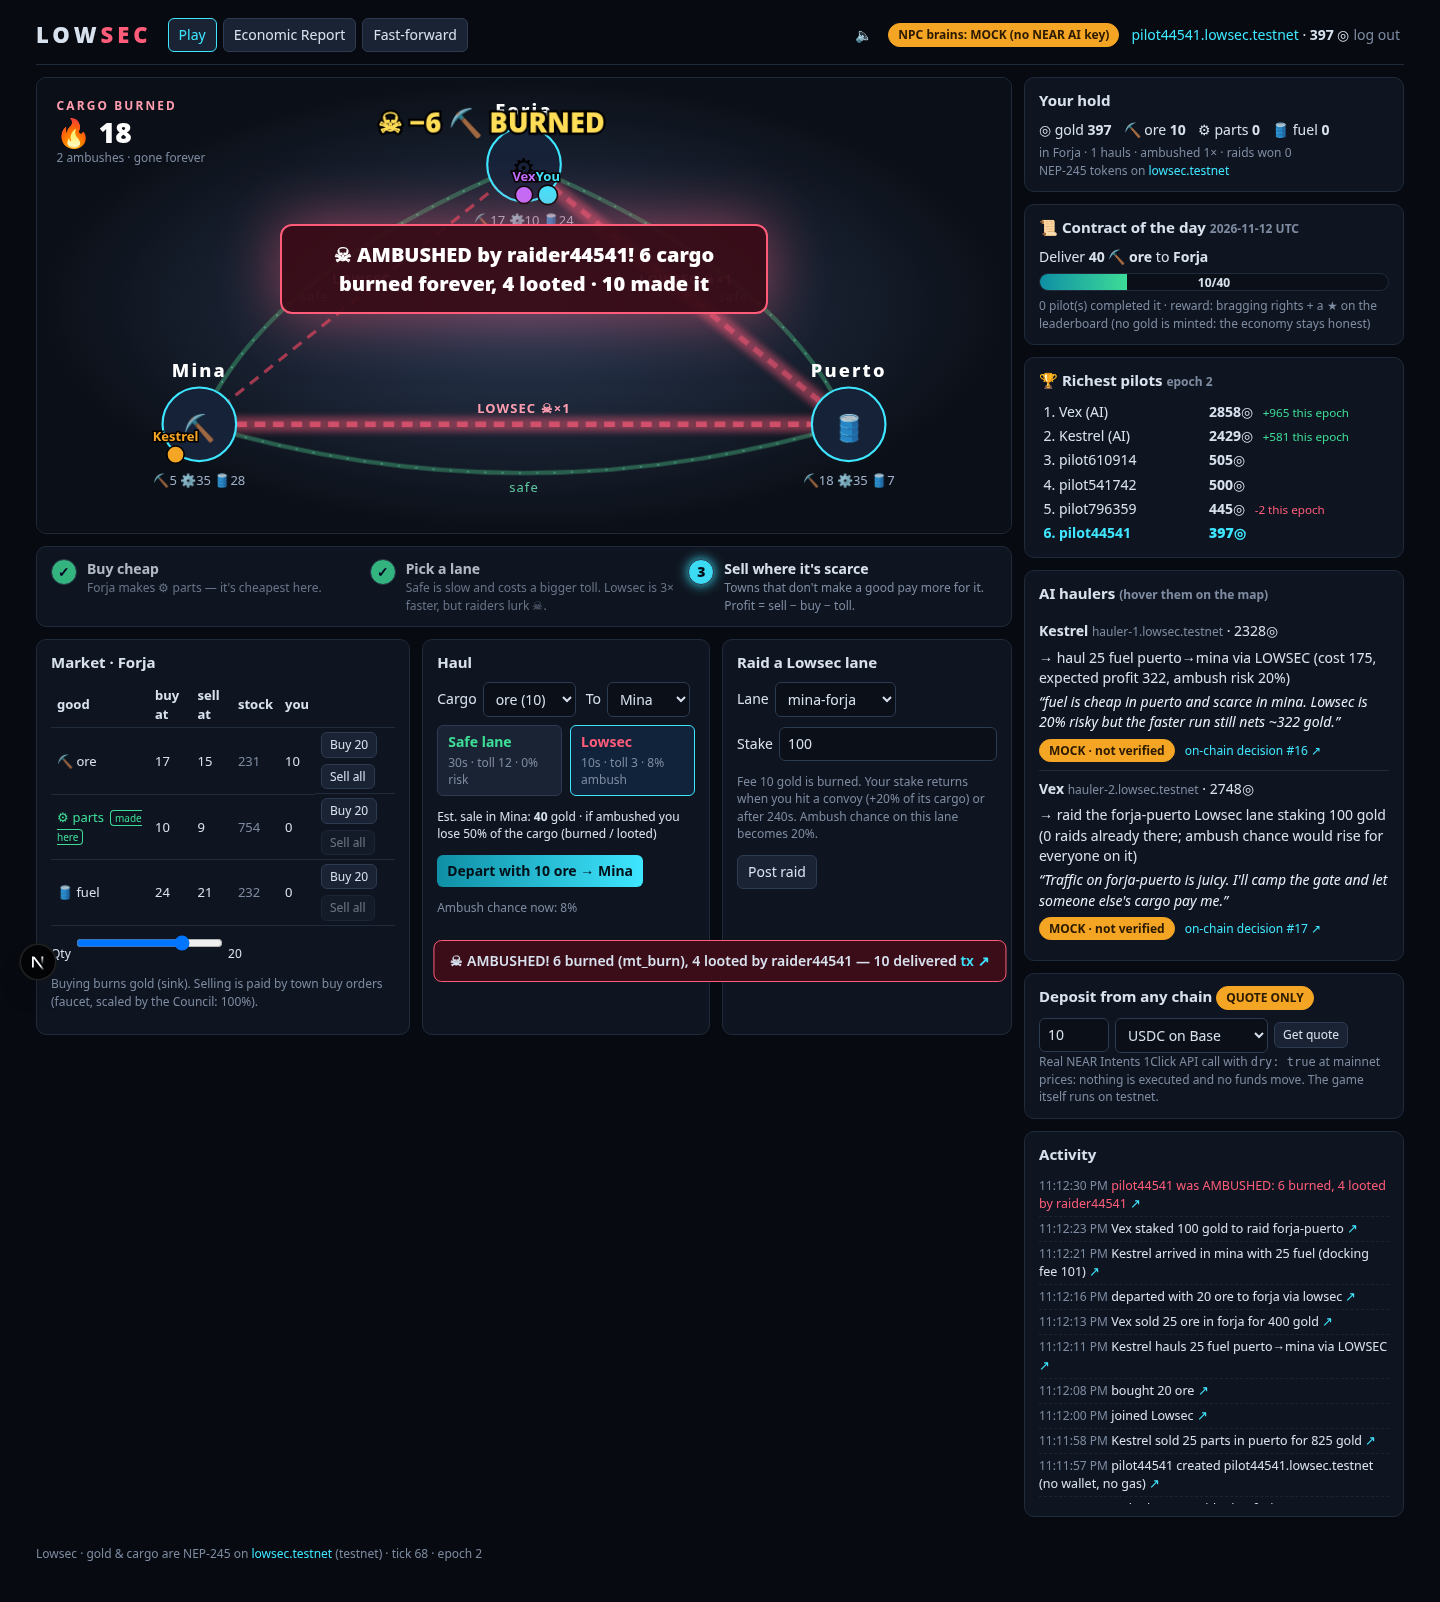 LOWSEC
Play
Economic Report
Fast-forward
NPC brains: MOCK (no NEAR AI key)
pilot44541.lowsec.testnet · 397 ◎ log out
CARGO BURNED
🔥 18
2 ambushes · gone forever
Forja
☠ −6 ⛏️ BURNED
Vex You
⛏️17 ⚙️10 🛢️24
☠ AMBUSHED by raider44541! 6 cargo
burned forever, 4 looted · 10 made it
Mina
Kestrel
⛏️5 ⚙️35 🛢️28
LOWSEC ☠×1
safe
Puerto
⛏️18 ⚙️35 🛢️7
✓ Buy cheap
Forja makes ⚙ parts — it's cheapest here.
✓ Pick a lane
Safe is slow and costs a bigger toll. Lowsec is 3×
faster, but raiders lurk ☠.
3 Sell where it's scarce
Towns that don't make a good pay more for it.
Profit = sell − buy − toll.
Market · Forja
good buy at sell at stock you
⛏️ ore 17 15 231 10 Buy 20
Sell all
⚙ parts made here 10 9 754 0 Buy 20
Sell all
🛢️ fuel 24 21 232 0 Buy 20
Sell all
Qty 20
Buying burns gold (sink). Selling is paid by town buy orders
(faucet, scaled by the Council: 100%).
Haul
Cargo ore (10) To Mina
Safe lane
30s · toll 12 · 0%
risk
Lowsec
10s · toll 3 · 8%
ambush
Est. sale in Mina: 40 gold · if ambushed you
lose 50% of the cargo (burned / looted)
Depart with 10 ore → Mina
Ambush chance now: 8%
Raid a Lowsec lane
Lane mina-forja
Stake 100
Fee 10 gold is burned. Your stake returns
when you hit a convoy (+20% of its cargo) or
after 240s. Ambush chance on this lane
becomes 20%.
Post raid
☠ AMBUSHED! 6 burned (mt_burn), 4 looted by raider44541 — 10 delivered tx ↗
Your hold
◎ gold 397 ⛏️ ore 10 ⚙ parts 0 🛢️ fuel 0
in Forja · 1 hauls · ambushed 1× · raids won 0
NEP-245 tokens on lowsec.testnet
📜 Contract of the day 2026-11-12 UTC
Deliver 40 ⛏️ ore to Forja
10/40
0 pilot(s) completed it · reward: bragging rights + a ★ on the
leaderboard (no gold is minted: the economy stays honest)
🏆 Richest pilots epoch 2
1. Vex (AI) 2858◎ +965 this epoch
2. Kestrel (AI) 2429◎ +581 this epoch
3. pilot610914 505◎
4. pilot541742 500◎
5. pilot796359 445◎ -2 this epoch
6. pilot44541 397◎
AI haulers (hover them on the map)
Kestrel hauler-1.lowsec.testnet · 2328◎
→ haul 25 fuel puerto→mina via LOWSEC (cost 175,
expected profit 322, ambush risk 20%)
“fuel is cheap in puerto and scarce in mina. Lowsec is
20% risky but the faster run still nets ~322 gold.”
MOCK · not verified on-chain decision #16 ↗
Vex hauler-2.lowsec.testnet · 2748◎
→ raid the forja-puerto Lowsec lane staking 100 gold
(0 raids already there; ambush chance would rise for
everyone on it)
“Traffic on forja-puerto is juicy. I'll camp the gate and let
someone else's cargo pay me.”
MOCK · not verified on-chain decision #17 ↗
Deposit from any chain QUOTE ONLY
10 USDC on Base Get quote
Real NEAR Intents 1Click API call with dry: true at mainnet
prices: nothing is executed and no funds move. The game
itself runs on testnet.
Activity
11:12:30 PM pilot44541 was AMBUSHED: 6 burned, 4 looted
by raider44541 ↗
11:12:23 PM Vex staked 100 gold to raid forja-puerto ↗
11:12:21 PM Kestrel arrived in mina with 25 fuel (docking
fee 101) ↗
11:12:16 PM departed with 20 ore to forja via lowsec ↗
11:12:13 PM Vex sold 25 ore in forja for 400 gold ↗
11:12:11 PM Kestrel hauls 25 fuel puerto→mina via LOWSEC
↗
11:12:08 PM bought 20 ore ↗
11:12:00 PM joined Lowsec ↗
11:11:58 PM Kestrel sold 25 parts in puerto for 825 gold ↗
11:11:57 PM pilot44541 created pilot44541.lowsec.testnet
(no wallet, no gas) ↗
Lowsec · gold & cargo are NEP-245 on lowsec.testnet (testnet) · tick 68 · epoch 2